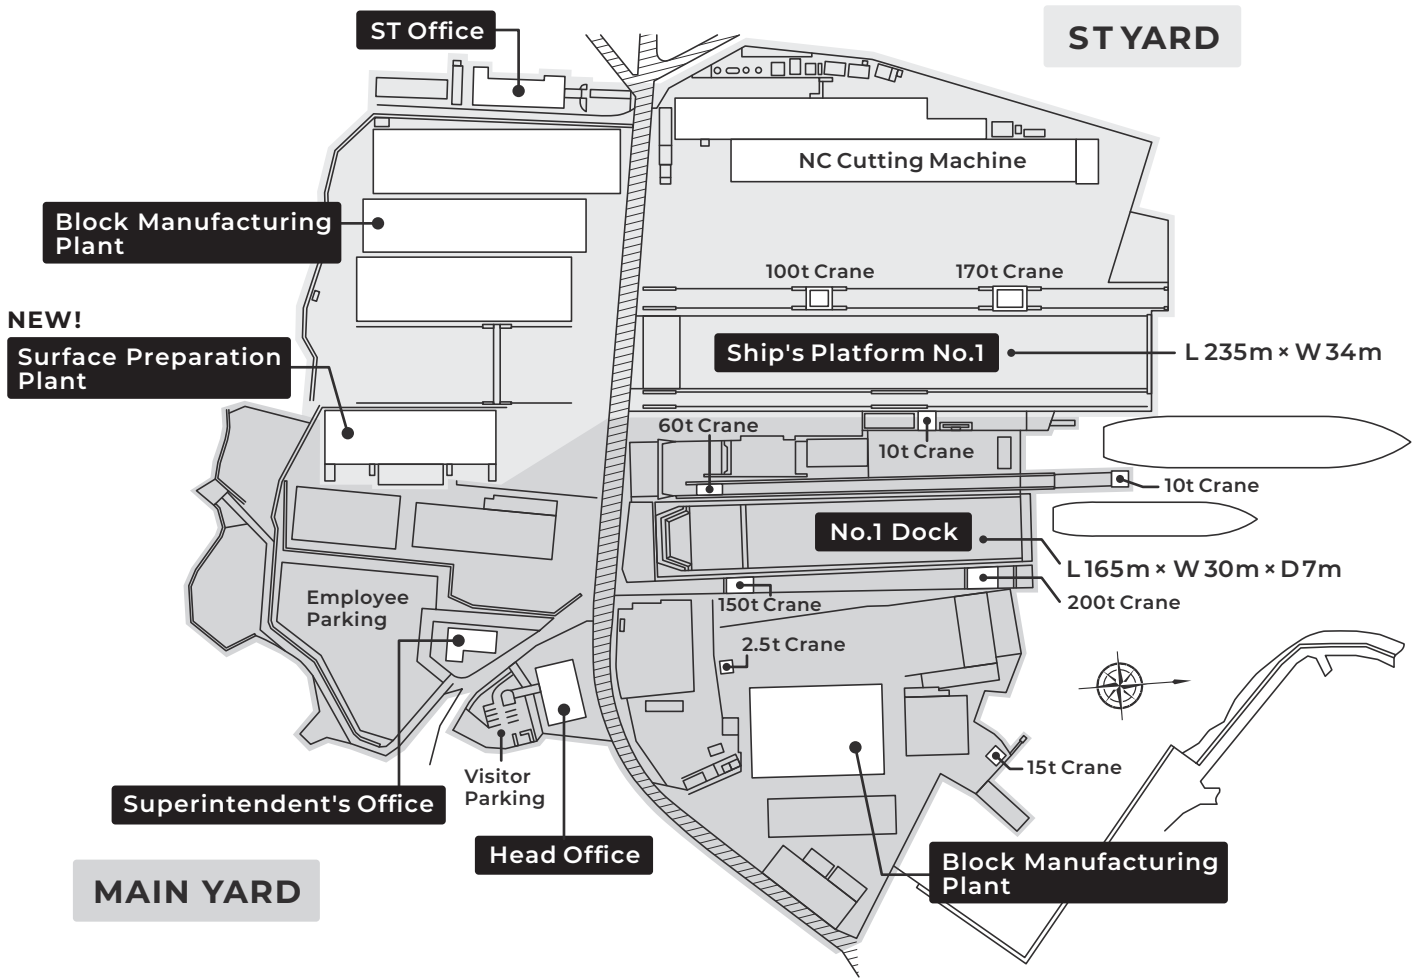 ST Office
ST YARD
NC Cutting Machine
Block Manufacturing
Plant
100t Crane
170t Crane
NEW!
Surface Preparation
Plant
Ship's Platform No.1
L 235m × W 34m
60t Crane
10t Crane
10t Crane
No.1 Dock
L 165m × W 30m × D 7m
Employee
Parking
150t Crane
200t Crane
2.5t Crane
15t Crane
Visitor
Parking
Superintendent's Office
Head Office
Block Manufacturing
Plant
MAIN YARD